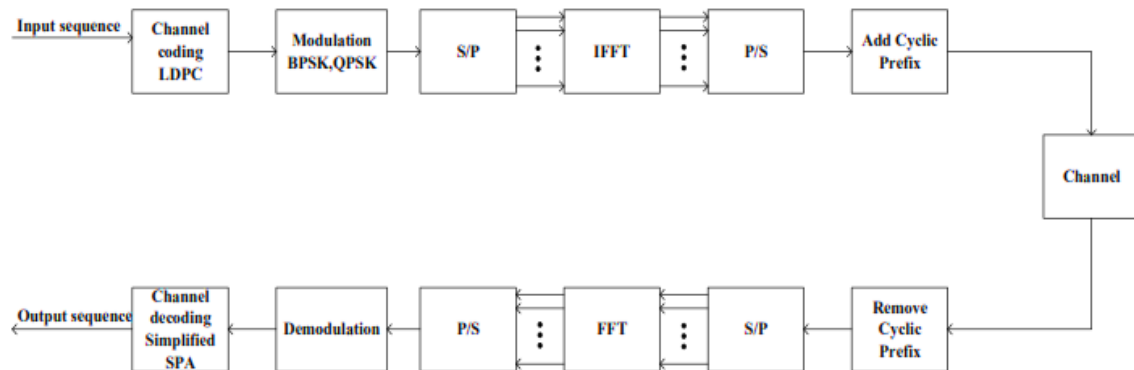 Input sequence
Channel
coding
LDPC
Modulation
BPSK,QPSK
S/P
IFFT
P/S
Add Cyclic
Prefix
Channel
Output sequence
Channel
decoding
Simplified
SPA
Demodulation
P/S
FFT
S/P
Remove
Cyclic
Prefix